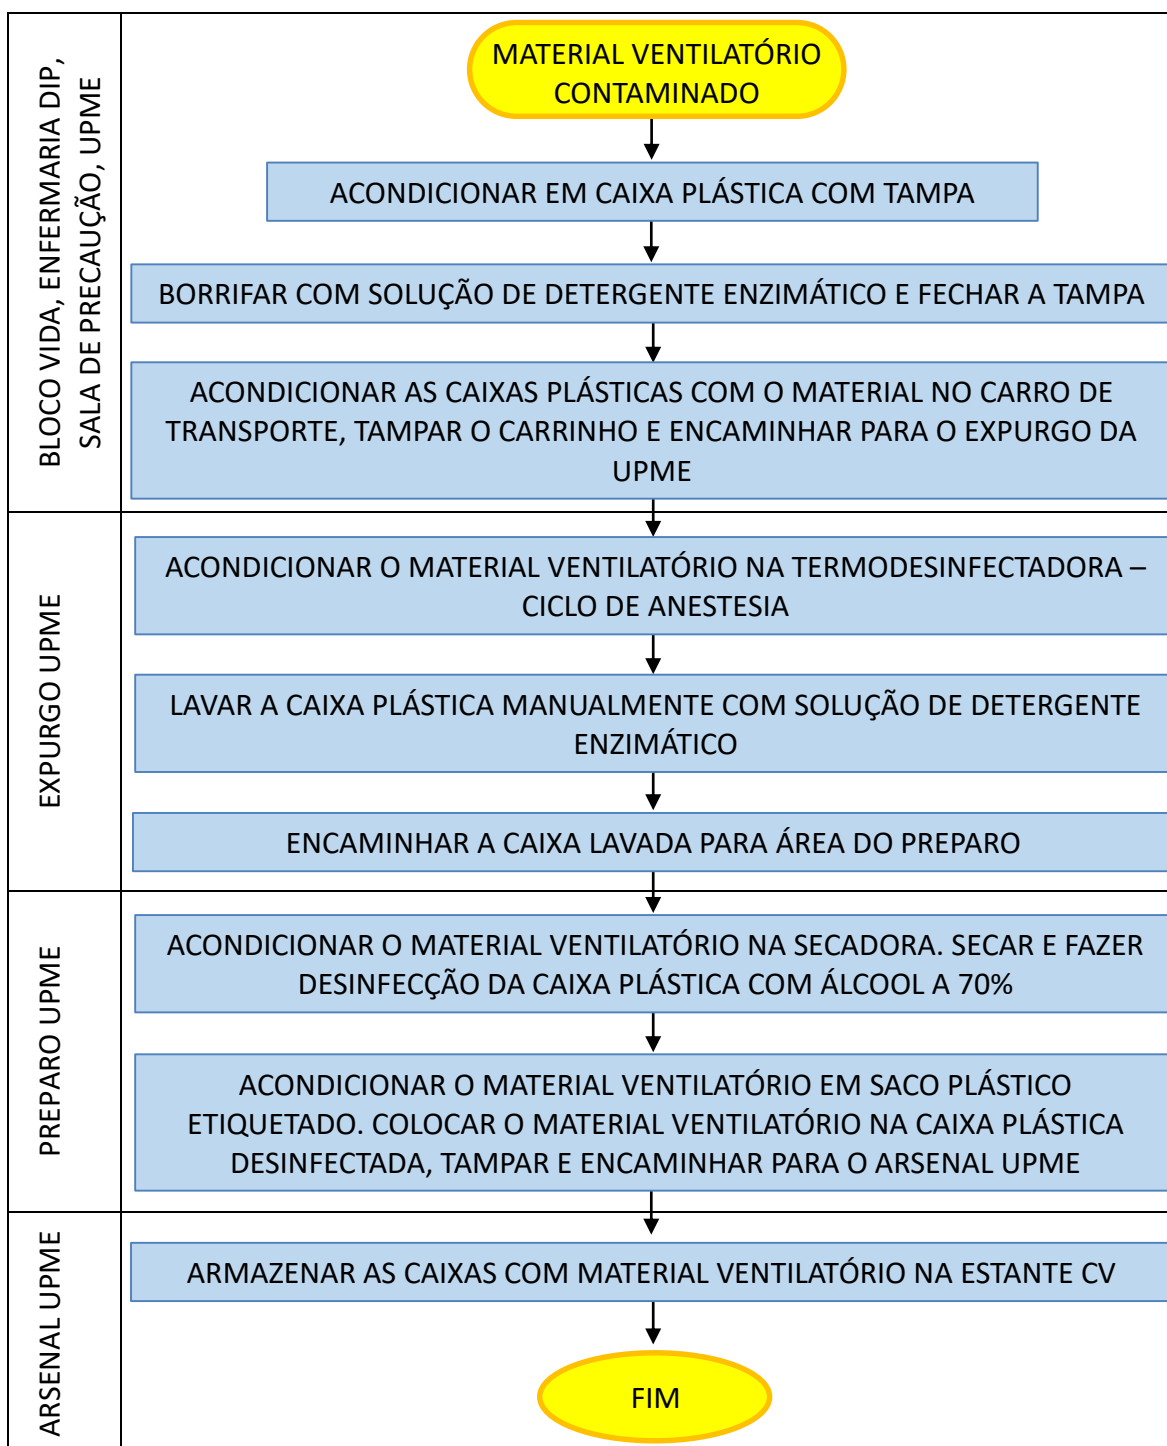 BLOCO VIDA, ENFERMARIA DIP,
SALA DE PRECAUÇÃO, UPME
MATERIAL VENTILATÓRIO
CONTAMINADO
ACONDICIONAR EM CAIXA PLÁSTICA COM TAMPA
BORRIFAR COM SOLUÇÃO DE DETERGENTE ENZIMÁTICO E FECHAR A TAMPA
ACONDICIONAR AS CAIXAS PLÁSTICAS COM O MATERIAL NO CARRO DE
TRANSPORTE, TAMPAR O CARRINHO E ENCAMINHAR PARA O EXPURGO DA
UPME
EXPURGO UPME
ACONDICIONAR O MATERIAL VENTILATÓRIO NA TERMODESINFECTADORA –
CICLO DE ANESTESIA
LAVAR A CAIXA PLÁSTICA MANUALMENTE COM SOLUÇÃO DE DETERGENTE
ENZIMÁTICO
ENCAMINHAR A CAIXA LAVADA PARA ÁREA DO PREPARO
PREPARO UPME
ACONDICIONAR O MATERIAL VENTILATÓRIO NA SECADORA. SECAR E FAZER
DESINFECÇÃO DA CAIXA PLÁSTICA COM ÁLCOOL A 70%
ACONDICIONAR O MATERIAL VENTILATÓRIO EM SACO PLÁSTICO
ETIQUETADO. COLOCAR O MATERIAL VENTILATÓRIO NA CAIXA PLÁSTICA
DESINFECTADA, TAMPAR E ENCAMINHAR PARA O ARSENAL UPME
ARSENAL UPME
ARMAZENAR AS CAIXAS COM MATERIAL VENTILATÓRIO NA ESTANTE CV
FIM